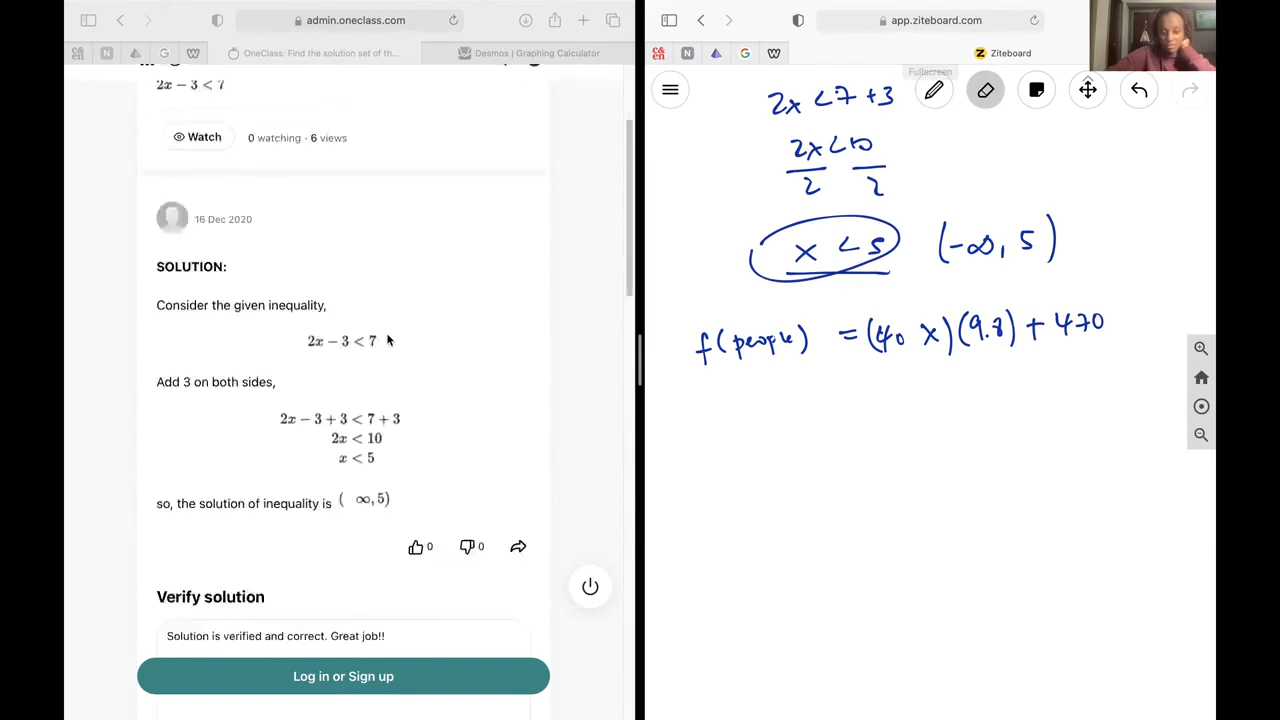 admin.oneclass.com
OneClass: Find the solution set of th...
Desmos | Graphing Calculator
2x − 3 < 7
Watch
0 watching · 6 views
16 Dec 2020
SOLUTION:
Consider the given inequality,
2x − 3 < 7
Add 3 on both sides,
2x − 3 + 3 < 7 + 3
2x < 10
x < 5
so, the solution of inequality is ( ∞, 5)
0 0
Verify solution
Solution is verified and correct. Great job!!
Log in or Sign up
app.ziteboard.com
Ziteboard
Fullscreen
2x < 7 + 3
2x < 10
2 2
x < 5 (-∞, 5)
f(people) = (40 x)(9.8) + 470